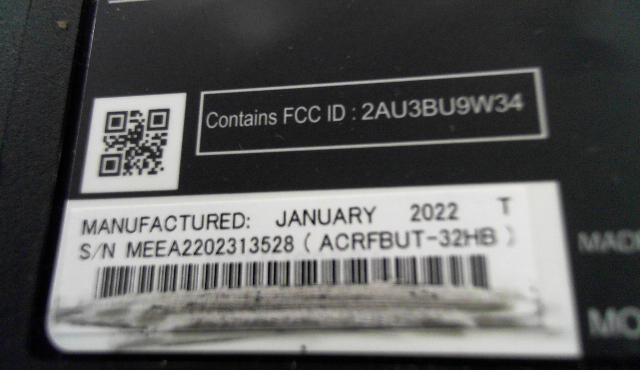 Contains FCC ID : 2AU3BU9W34
MANUFACTURED: JANUARY 2022 T
S/N MEEA2202313528 ( ACRFBUT-32HB )